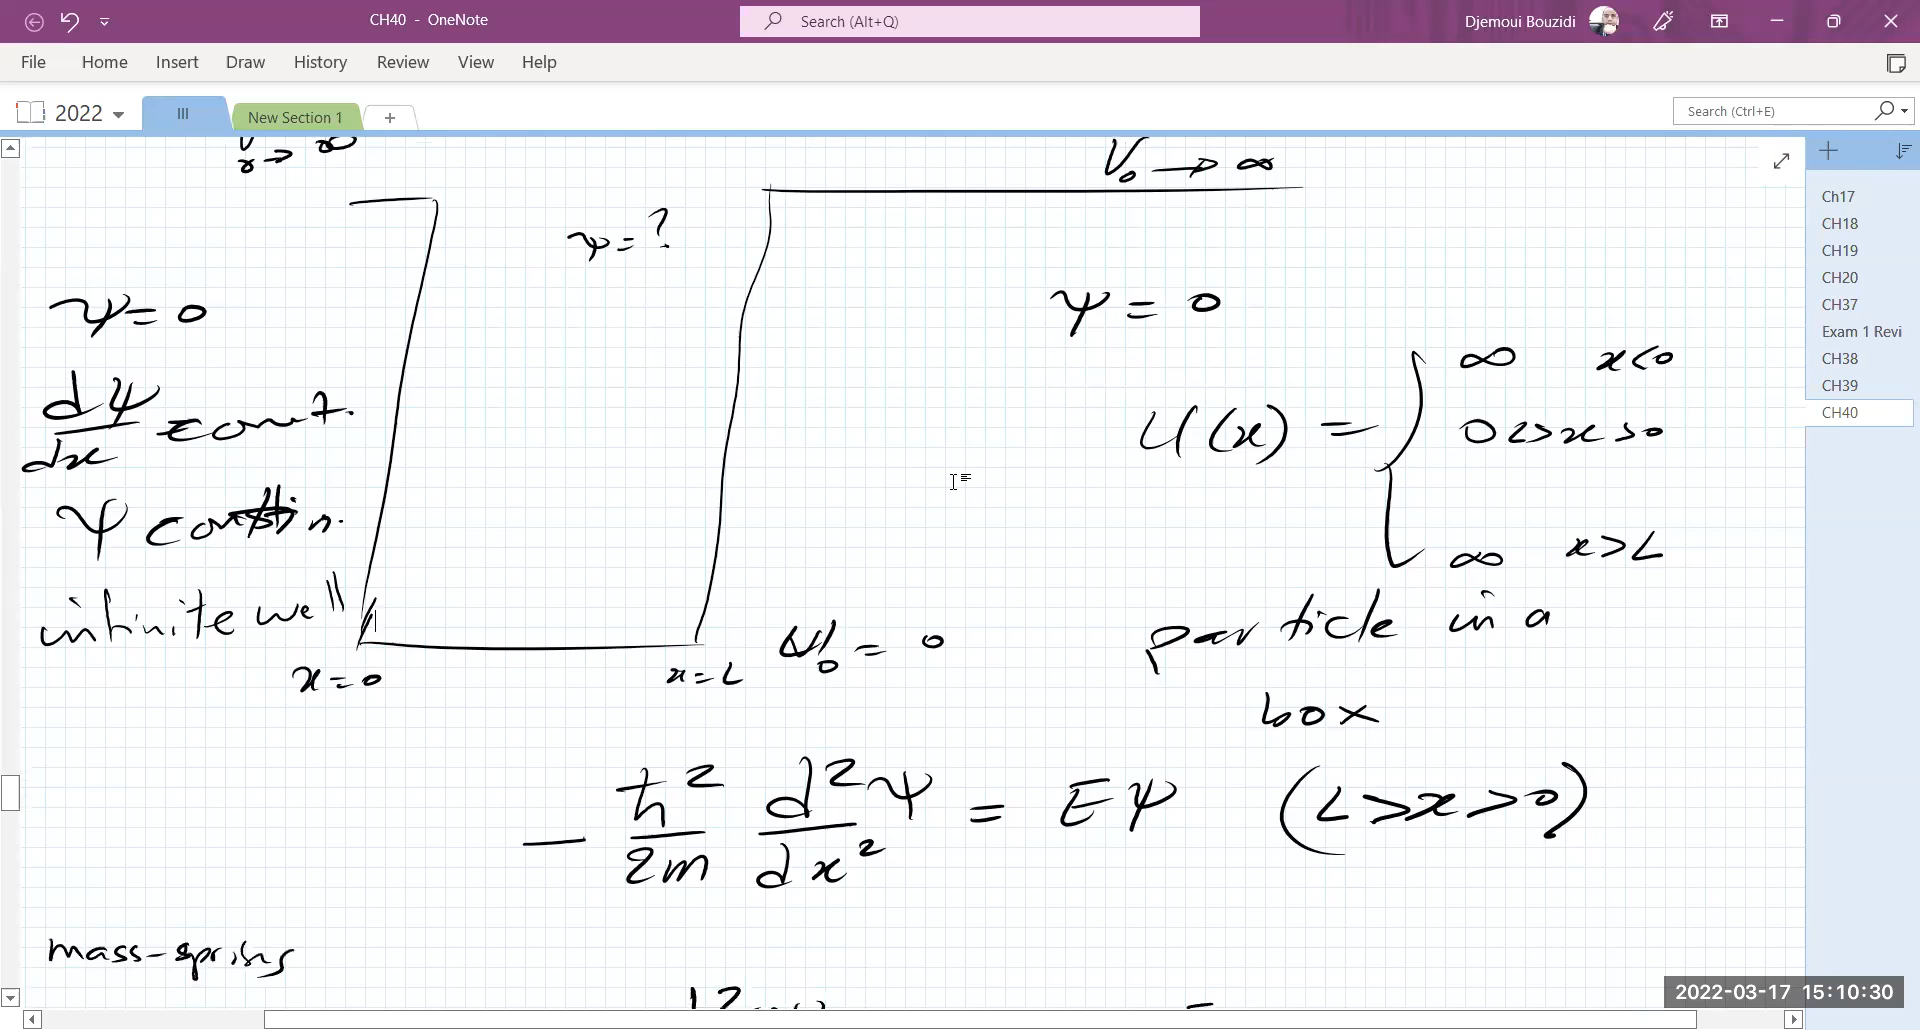 CH40 - OneNote
Search (Alt+Q)
Djemoui Bouzidi
File Home Insert Draw History Review View Help
2022
III
New Section 1
+
Search (Ctrl+E)
Ch17
CH18
CH19
CH20
CH37
Exam 1 Revi
CH38
CH39
CH40
V₀ → ∞
ψ = ?
ψ = 0
ψ = 0
dψ/dx = cont.
ψ contin.
infinite well
U(x) = {
∞ x<0
x>0
∞ x>L
x=0
x=L
= 0
particle in a
box
- ħ²/2m d²ψ/dx² = Eψ (L>x>0)
mass-spring
2022-03-17 15:10:30